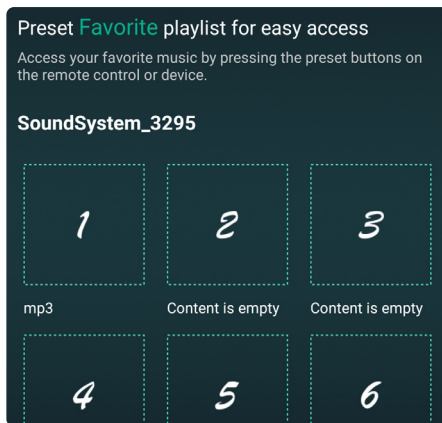 Preset Favorite playlist for easy access
Access your favorite music by pressing the preset buttons on
the remote control or device.
SoundSystem_3295
1 2 3
mp3 Content is empty Content is empty
4 5 6